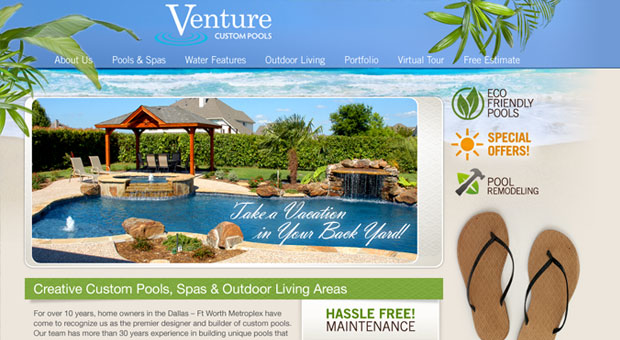 Venture
CUSTOM POOLS
About Us Pools & Spas Water Features Outdoor Living Portfolio Virtual Tour Free Estimate
ECO
FRIENDLY
POOLS
SPECIAL
OFFERS!
POOL
REMODELING
Take a Vacation
in Your Back Yard!
Creative Custom Pools, Spas & Outdoor Living Areas
For over 10 years, home owners in the Dallas – Ft Worth Metroplex have
come to recognize us as the premier designer and builder of custom pools.
Our team has more than 30 years experience in building unique pools that
HASSLE FREE!
MAINTENANCE